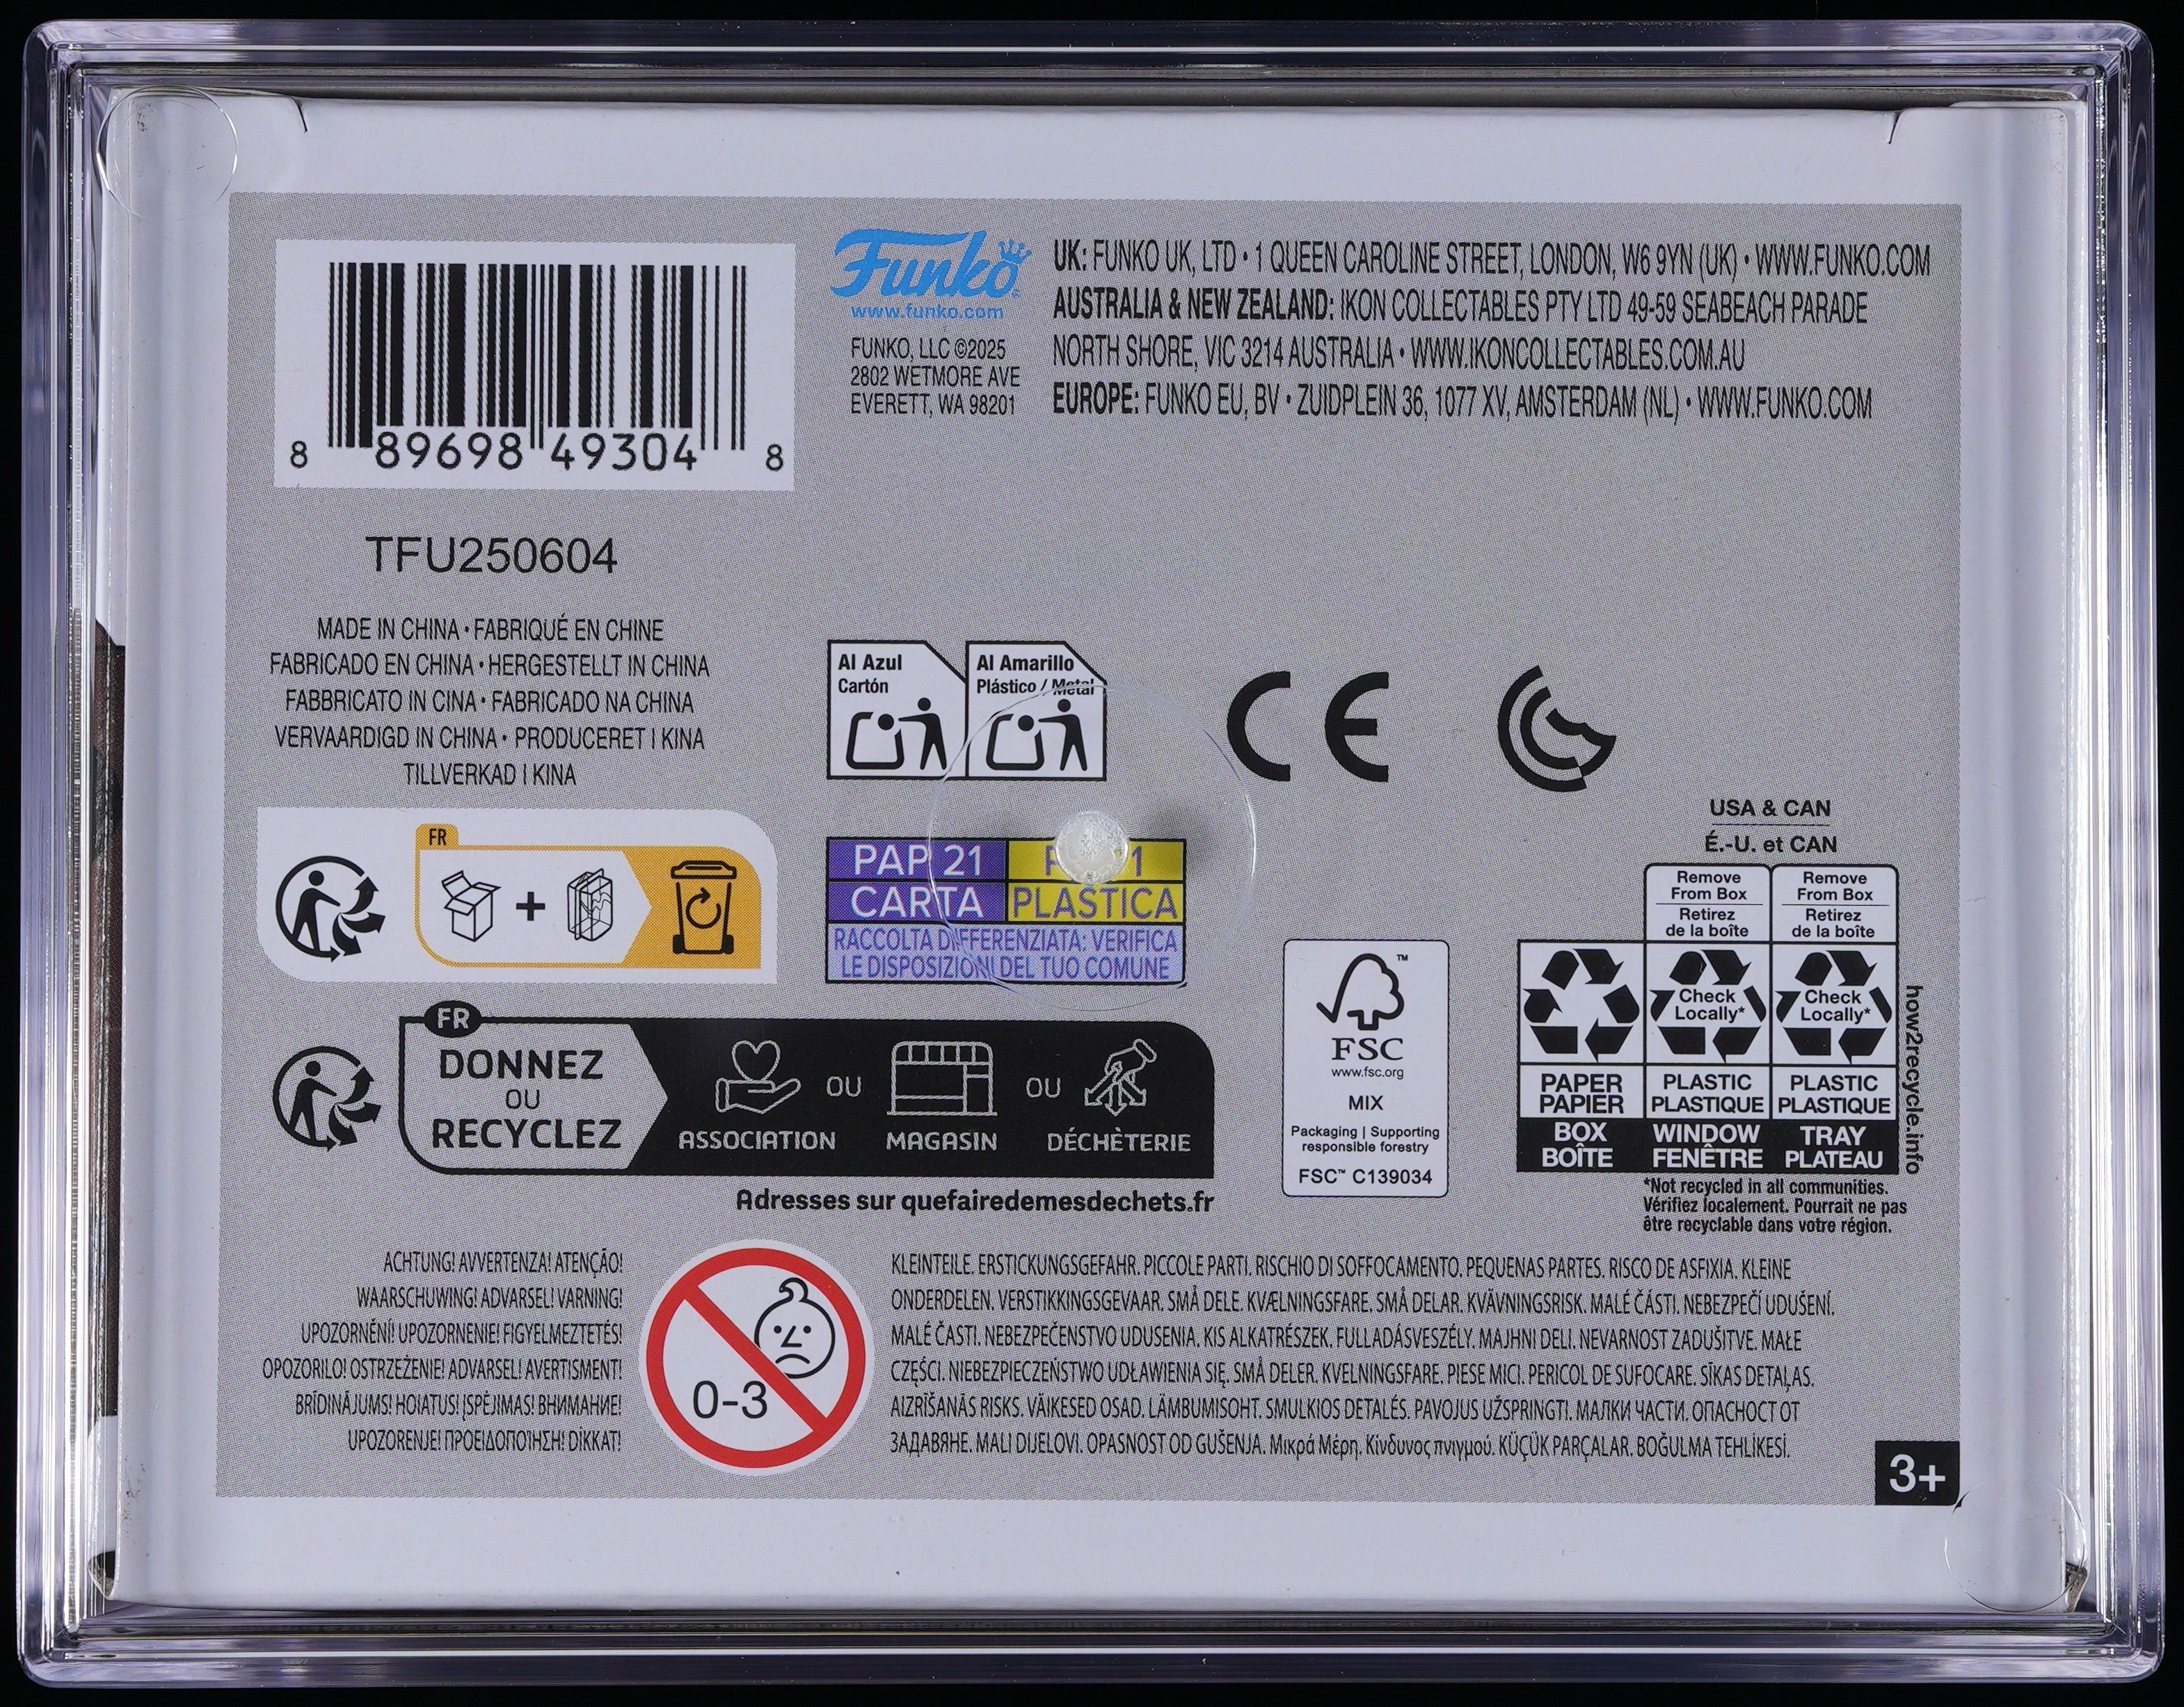 8 89698 49304 8
TFU250604
MADE IN CHINA • FABRIQUÉ EN CHINE
FABRICADO EN CHINA • HERGESTELLT IN CHINA
FABBRICATO IN CINA • FABRICADO NA CHINA
VERVAARDIGD IN CHINA • PRODUCERET I KINA
TILLVERKAD I KINA
Funko
www.funko.com
FUNKO, LLC ©2025
2802 WETMORE AVE
EVERETT, WA 98201
UK: FUNKO UK, LTD • 1 QUEEN CAROLINE STREET, LONDON, W6 9YN (UK) • WWW.FUNKO.COM
AUSTRALIA & NEW ZEALAND: IKON COLLECTABLES PTY LTD 49-59 SEABEACH PARADE
NORTH SHORE, VIC 3214 AUSTRALIA • WWW.IKONCOLLECTABLES.COM.AU
EUROPE: FUNKO EU, BV • ZUIDPLEIN 36, 1077 XV, AMSTERDAM (NL) • WWW.FUNKO.COM
Al Azul
Cartón
Al Amarillo
Plástico / Metal
CE
FR
+
PAP 21
CARTA
PLASTICA
RACCOLTA DIFFERENZIATA: VERIFICA
LE DISPOSIZIONI DEL TUO COMUNE
FR
DONNEZ
OU
RECYCLEZ
ASSOCIATION
OU
MAGASIN
OU
DÉCHÈTERIE
Adresses sur quefairedemesdechets.fr
FSC™
www.fsc.org
MIX
Packaging | Supporting
responsible forestry
FSC™ C139034
USA & CAN
É.-U. et CAN
Remove
From Box
Retirez
de la boîte
Remove
From Box
Retirez
de la boîte
Check
Locally*
Check
Locally*
PAPER
PAPIER
PLASTIC
PLASTIQUE
PLASTIC
PLASTIQUE
BOX
BOÎTE
WINDOW
FENÊTRE
TRAY
PLATEAU
how2recycle.info
*Not recycled in all communities.
Vérifiez localement. Pourrait ne pas
être recyclable dans votre région.
ACHTUNG! AVVERTENZA! ATENÇÃO!
WAARSCHUWING! ADVARSEL! VARNING!
UPOZORNĚNÍ! UPOZORNENIE! FIGYELMEZTETÉS!
OPOZORILO! OSTRZEŻENIE! ADVARSEL! AVERTISMENT!
BRĪDINĀJUMS! HOIATUS! ĮSPĖJIMAS! ВНИМАНИЕ!
UPOZORENJE! ΠΡΟΕΙΔΟΠΟΊΗΣΗ! DİKKAT!
0-3
KLEINTEILE. ERSTICKUNGSGEFAHR. PICCOLE PARTI. RISCHIO DI SOFFOCAMENTO. PEQUENAS PARTES. RISCO DE ASFIXIA. KLEINE
ONDERDELEN. VERSTIKKINGSGEVAAR. SMÅ DELE. KVÆLNINGSFARE. SMÅ DELAR. KVÄVNINGSRISK. MALÉ ČÁSTI. NEBEZPEČÍ UDUŠENÍ.
MALÉ ČASTI. NEBEZPEČENSTVO UDUSENIA. KIS ALKATRÉSZEK. FULLADÁSVESZÉLY. MAJHNI DELI. NEVARNOST ZADUŠITVE. MAŁE
CZĘŚCI. NIEBEZPIECZEŃSTWO UDŁAWIENIA SIĘ. SMÅ DELER. KVELNINGSFARE. PIESE MICI. PERICOL DE SUFOCARE. SĪKAS DETAĻAS.
AIZRĪŠANĀS RISKS. VÄIKESED OSAD. LÄMBUMISOHT. SMULKIOS DETALĖS. PAVOJUS UŽSPRINGTI. МАЛКИ ЧАСТИ. ОПАСНОСТ ОТ
ЗАДАВЯНЕ. MALI DIJELOVI. OPASNOST OD GUŠENJA. Μικρά Μέρη. Κίνδυνος πνιγμού. KÜÇÜK PARÇALAR. BOĞULMA TEHLİKESİ.
3+